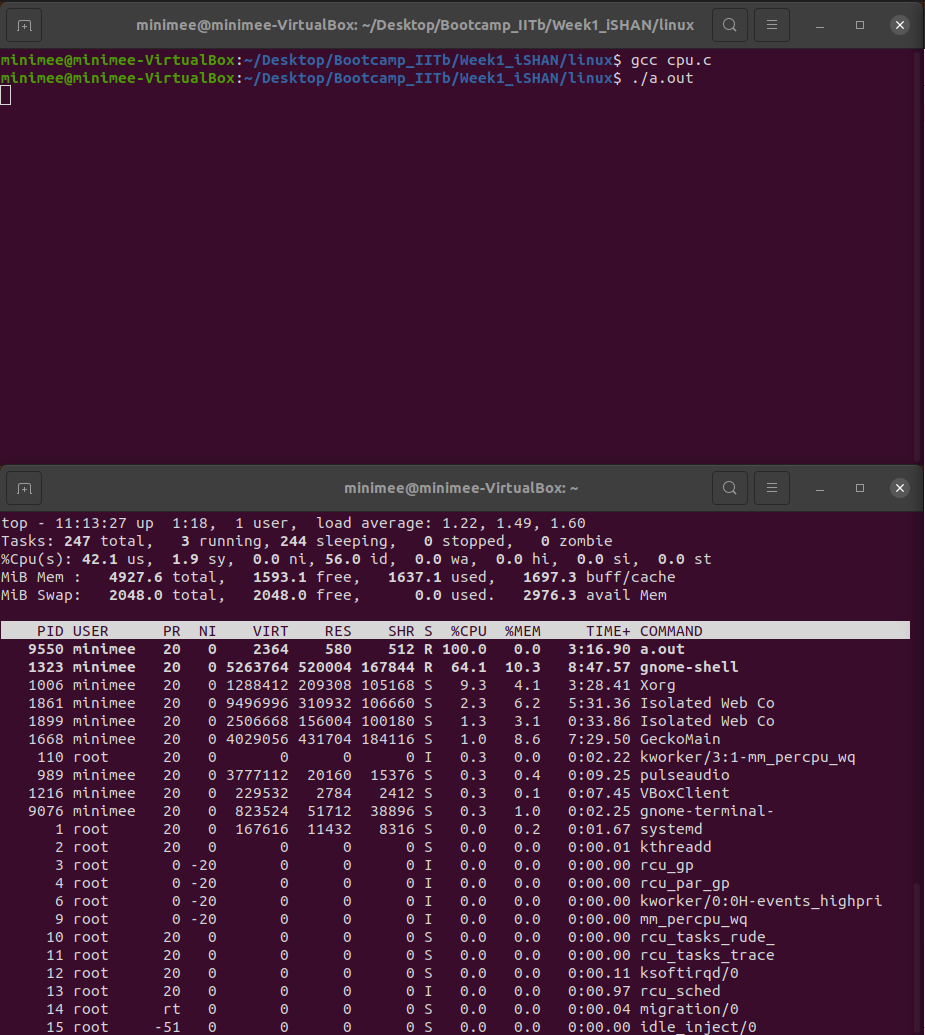 minimee@minimee-VirtualBox: ~/Desktop/Bootcamp_IITb/Week1_iSHAN/linux
minimee@minimee-VirtualBox:~/Desktop/Bootcamp_IITb/Week1_iSHAN/linux$ gcc cpu.c
minimee@minimee-VirtualBox:~/Desktop/Bootcamp_IITb/Week1_iSHAN/linux$ ./a.out
minimee@minimee-VirtualBox: ~
top - 11:13:27 up  1:18,  1 user,  load average: 1.22, 1.49, 1.60
Tasks: 247 total,   3 running, 244 sleeping,   0 stopped,   0 zombie
%Cpu(s): 42.1 us,  1.9 sy,  0.0 ni, 56.0 id,  0.0 wa,  0.0 hi,  0.0 si,  0.0 st
MiB Mem :   4927.6 total,   1593.1 free,   1637.1 used,   1697.3 buff/cache
MiB Swap:   2048.0 total,   2048.0 free,      0.0 used.   2976.3 avail Mem
PID USER      PR  NI    VIRT    RES    SHR S  %CPU  %MEM     TIME+ COMMAND
9550 minimee   20   0    2364    580    512 R 100.0   0.0   3:16.90 a.out
1323 minimee   20   0 5263764 520004 167844 R  64.1  10.3   8:47.57 gnome-shell
1006 minimee   20   0 1288412 209308 105168 S   9.3   4.1   3:28.41 Xorg
1861 minimee   20   0 9496996 310932 106660 S   2.3   6.2   5:31.36 Isolated Web Co
1899 minimee   20   0 2506668 156004 100180 S   1.3   3.1   0:33.86 Isolated Web Co
1668 minimee   20   0 4029056 431704 184116 S   1.0   8.6   7:29.50 GeckoMain
110 root      20   0       0      0      0 I   0.3   0.0   0:02.22 kworker/3:1-mm_percpu_wq
989 minimee   20   0 3777112  20160  15376 S   0.3   0.4   0:09.25 pulseaudio
1216 minimee   20   0  229532   2784   2412 S   0.3   0.1   0:07.45 VBoxClient
9076 minimee   20   0  823524  51712  38896 S   0.3   1.0   0:02.25 gnome-terminal-
1 root      20   0  167616  11432   8316 S   0.0   0.2   0:01.67 systemd
2 root      20   0       0      0      0 S   0.0   0.0   0:00.01 kthreadd
3 root       0 -20       0      0      0 I   0.0   0.0   0:00.00 rcu_gp
4 root       0 -20       0      0      0 I   0.0   0.0   0:00.00 rcu_par_gp
6 root       0 -20       0      0      0 I   0.0   0.0   0:00.00 kworker/0:0H-events_highpri
9 root       0 -20       0      0      0 I   0.0   0.0   0:00.00 mm_percpu_wq
10 root      20   0       0      0      0 S   0.0   0.0   0:00.00 rcu_tasks_rude_
11 root      20   0       0      0      0 S   0.0   0.0   0:00.00 rcu_tasks_trace
12 root      20   0       0      0      0 S   0.0   0.0   0:00.11 ksoftirqd/0
13 root      20   0       0      0      0 I   0.0   0.0   0:00.97 rcu_sched
14 root      rt   0       0      0      0 S   0.0   0.0   0:00.04 migration/0
15 root     -51   0       0      0      0 S   0.0   0.0   0:00.00 idle_inject/0